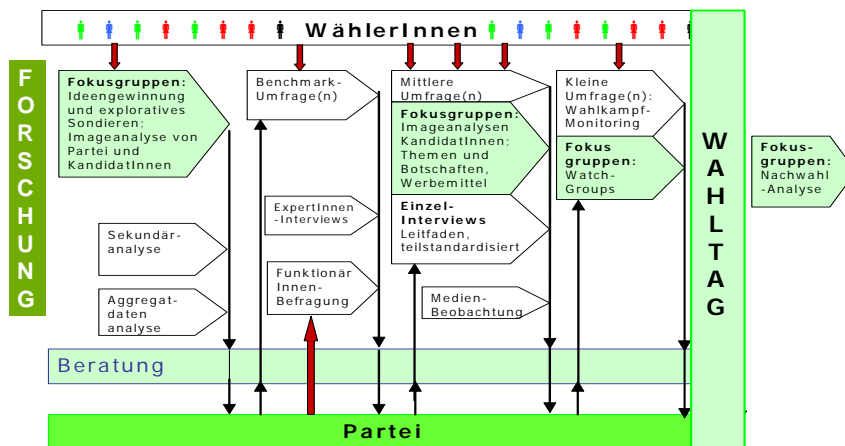 WählerInnen
FORSCHUNG
Fokusgruppen:
Ideengewinnung
und exploratives
Sondieren;
Imageanalyse von
Partei und
KandidatInnen
Sekundär-
analyse
Aggregat-
daten
analyse
Benchmark-
Umfrage(n)
ExpertInnen
-Interviews
Funktionär
Innen-
Befragung
Mittlere
Umfrage(n)
Fokusgruppen:
Imageanalysen
KandidatInnen;
Themen und
Botschaften,
Werbemittel
Einzel-
Interviews
Leitfaden,
teilstandardisiert
Medien-
Beobachtung
Kleine
Umfrage(n):
Wahlkampf-
Monitoring
Fokus
gruppen:
Watch-
Groups
WAHLTAG
Fokus-
gruppen:
Nachwahl
-Analyse
Beratung
Partei